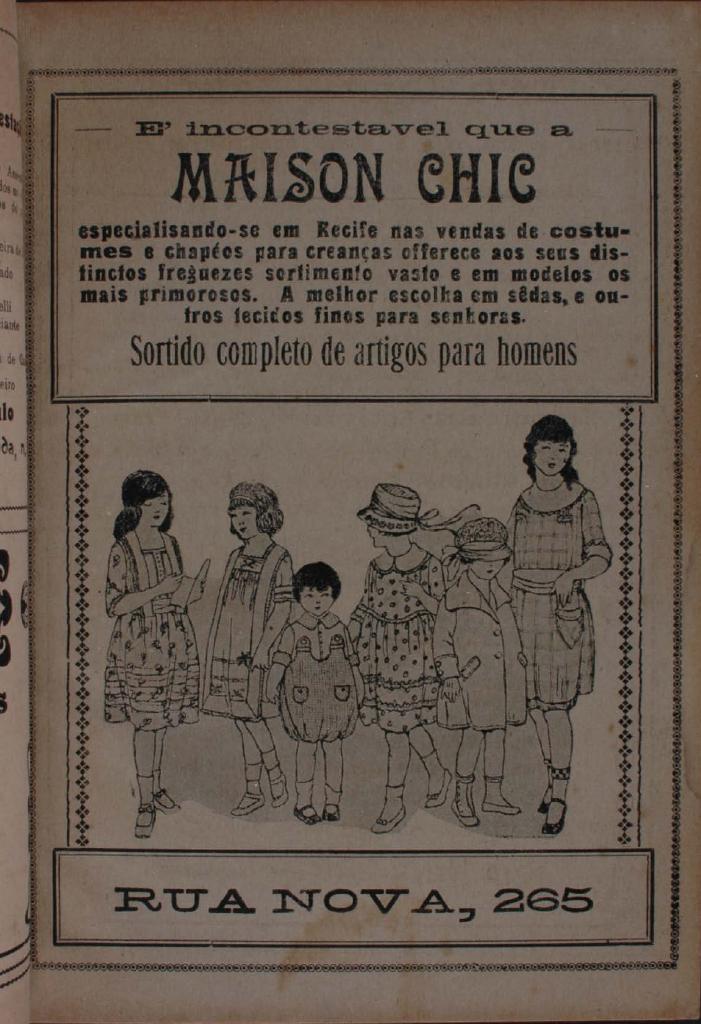 E' incontestavel que a
MAISON CHIC
especialisando-se em Recife nas vendas de costu-
mes e chapéos para creanças offerece aos seus dis-
tinctos freguezes sortimento vasto e em modelos os
mais primorosos. A melhor escolha em sêdas, e ou-
tros tecidos finos para senhoras.
Sortido completo de artigos para homens
RUA NOVA, 265